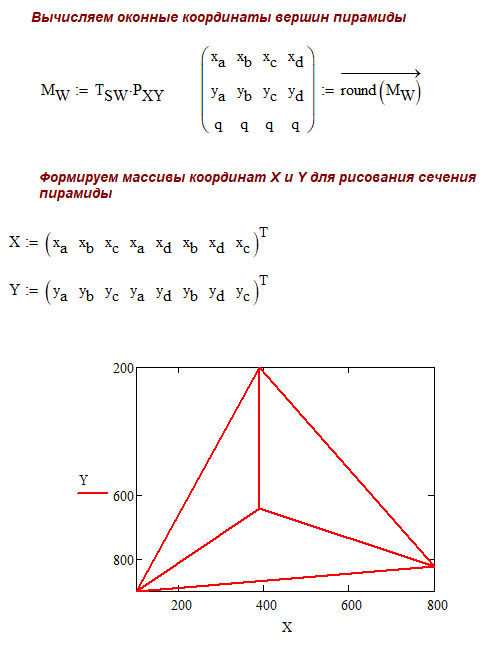 Вычисляем оконные координаты вершин пирамиды
M_W := T_SW·P_XY (x_a x_b x_c x_d
y_a y_b y_c y_d
q q q q) := round(M_W)
Формируем массивы координат X и Y для рисования сечения
пирамиды
X := (x_a x_b x_c x_a x_d x_b x_d x_c)^T
Y := (y_a y_b y_c y_a y_d y_b y_d y_c)^T
200
Y
600
800
200 400 600 800
X